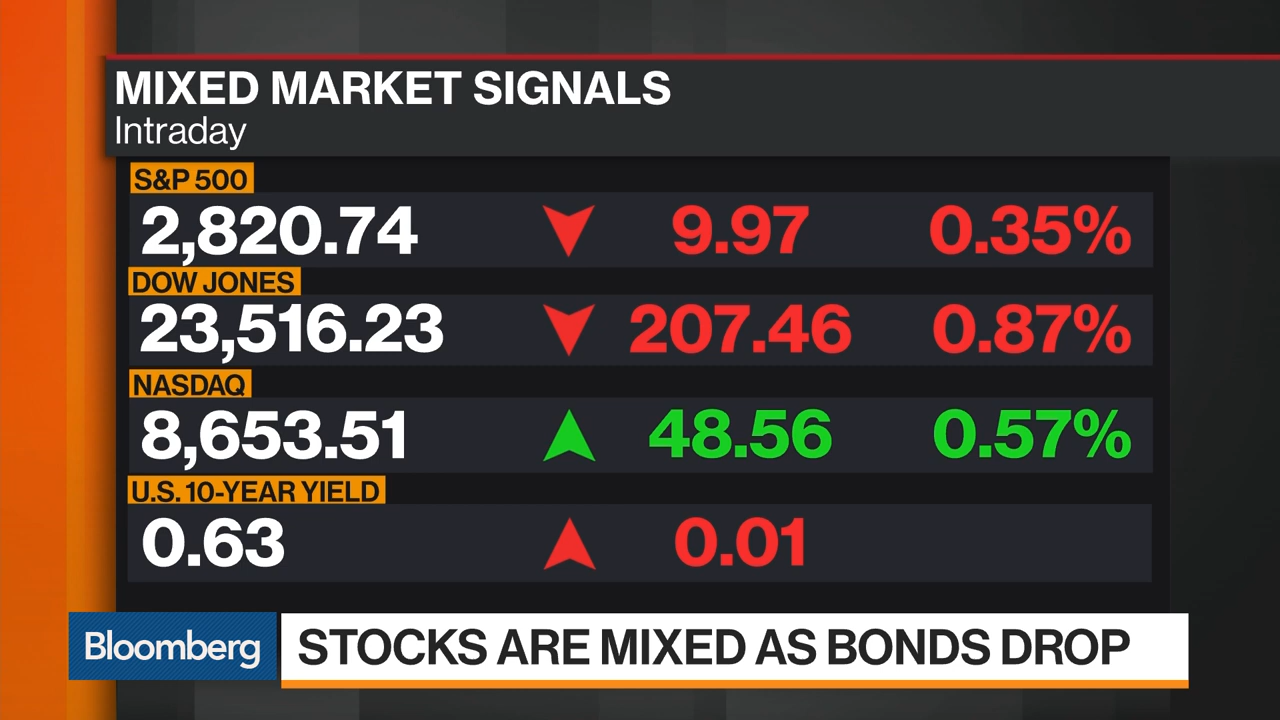 MIXED MARKET SIGNALS
Intraday
S&P 500
2,820.74 9.97 0.35%
DOW JONES
23,516.23 207.46 0.87%
NASDAQ
8,653.51 48.56 0.57%
U.S. 10-YEAR YIELD
0.63 0.01
Bloomberg STOCKS ARE MIXED AS BONDS DROP